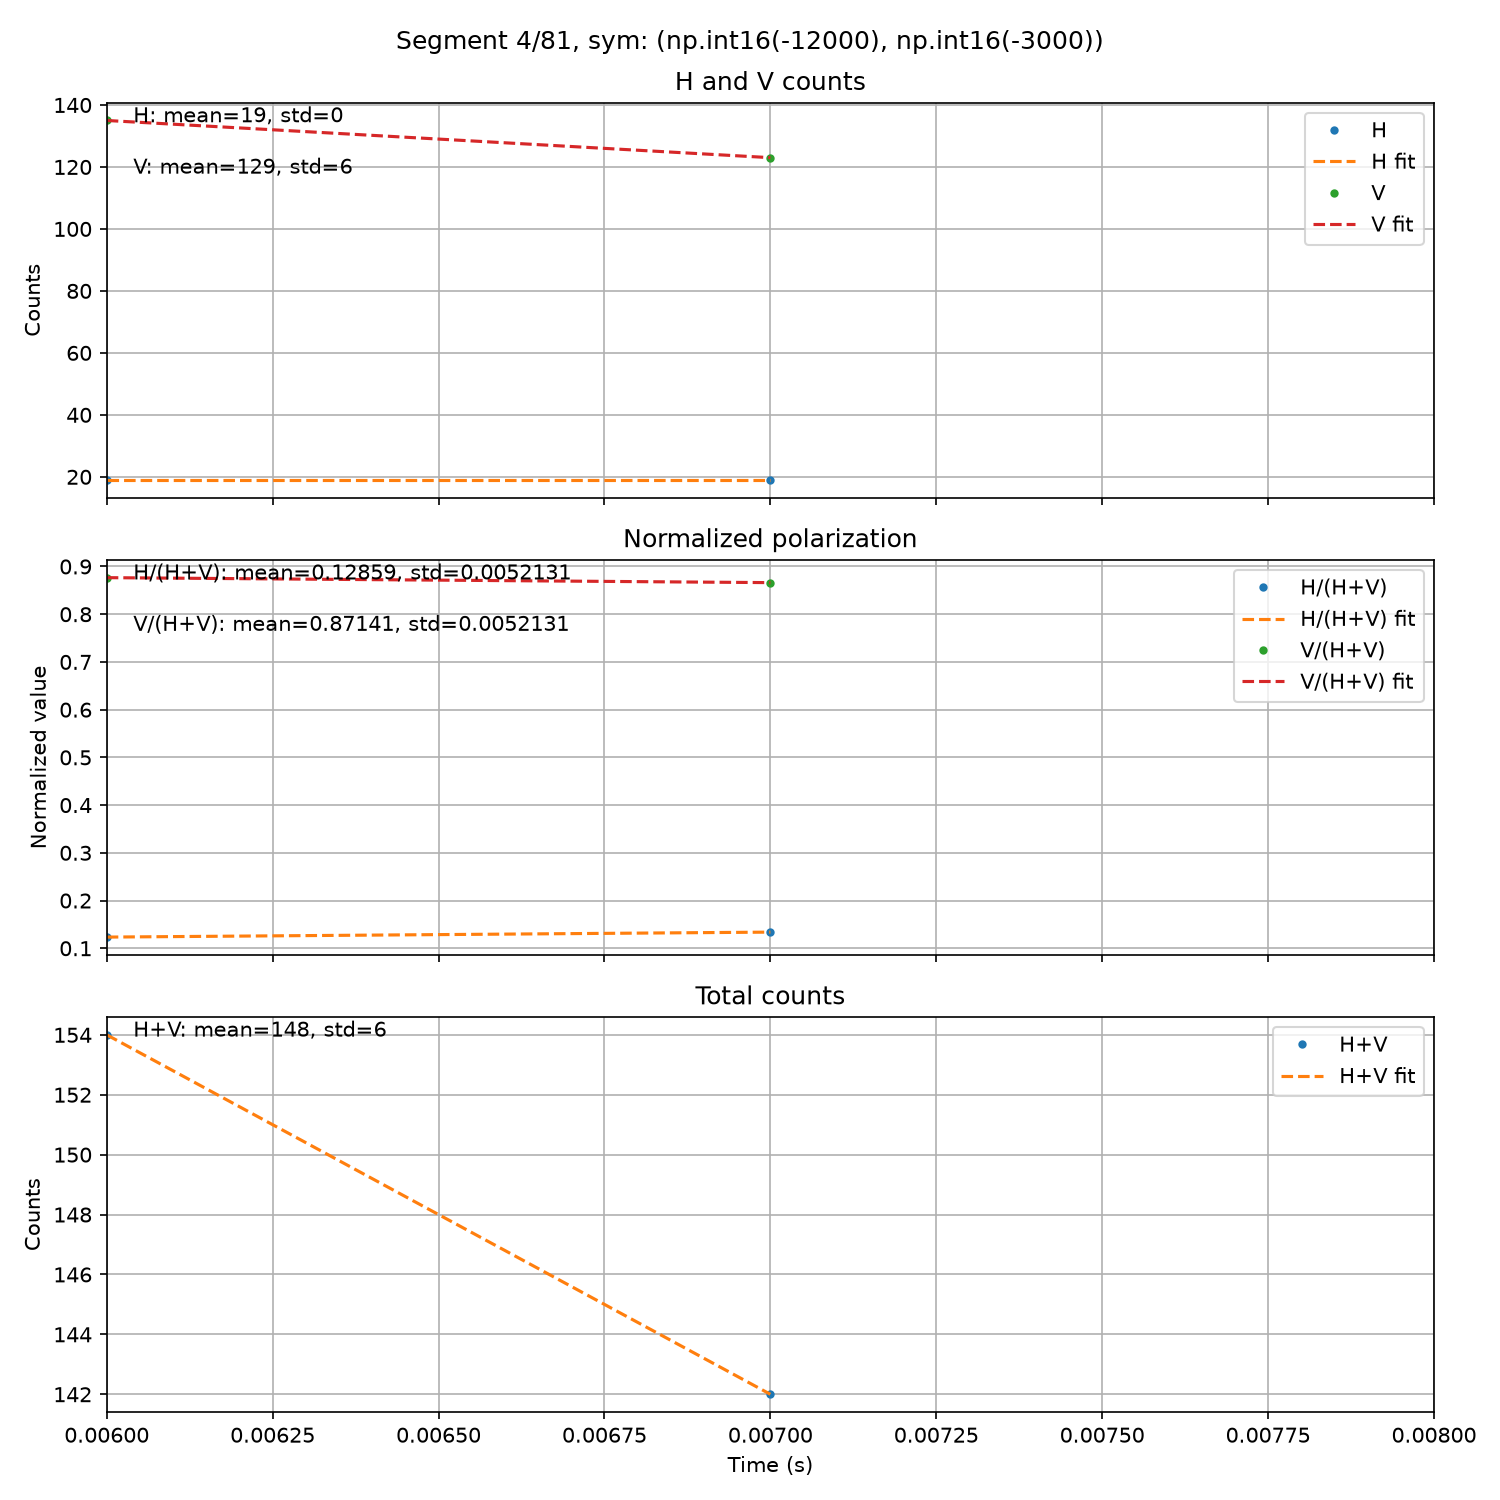 Segment 4/81, sym: (np.int16(-12000), np.int16(-3000))
H and V counts
H: mean=19, std=0
V: mean=129, std=6
H
H fit
V
V fit
Counts
140
120
100
80
60
40
20
Normalized polarization
H/(H+V): mean=0.12859, std=0.0052131
V/(H+V): mean=0.87141, std=0.0052131
H/(H+V)
H/(H+V) fit
V/(H+V)
V/(H+V) fit
Normalized value
0.9
0.8
0.7
0.6
0.5
0.4
0.3
0.2
0.1
Total counts
H+V: mean=148, std=6
H+V
H+V fit
Counts
154
152
150
148
146
144
142
0.00600 0.00625 0.00650 0.00675 0.00700 0.00725 0.00750 0.00775 0.00800
Time (s)